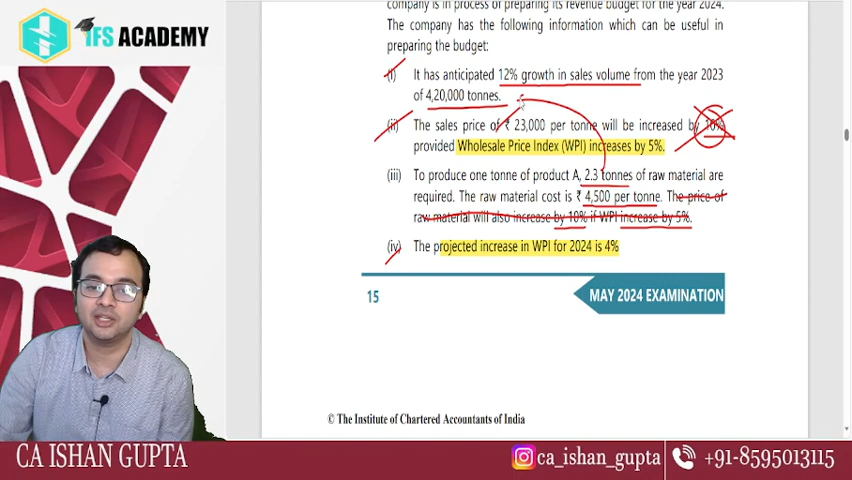 IFS ACADEMY
company is in process of preparing its revenue budget for the year 2024.
The company has the following information which can be useful in
preparing the budget:
(i) It has anticipated 12% growth in sales volume from the year 2023
of 4,20,000 tonnes.
(ii) The sales price of ₹ 23,000 per tonne will be increased by 10%
provided Wholesale Price Index (WPI) increases by 5%.
(iii) To produce one tonne of product A, 2.3 tonnes of raw material are
required. The raw material cost is ₹ 4,500 per tonne. The price of
raw material will also increase by 10% if WPI increases by 5%.
(iv) The projected increase in WPI for 2024 is 4%
15 MAY 2024 EXAMINATION
© The Institute of Chartered Accountants of India
CA ISHAN GUPTA ca_ishan_gupta +91-8595013115